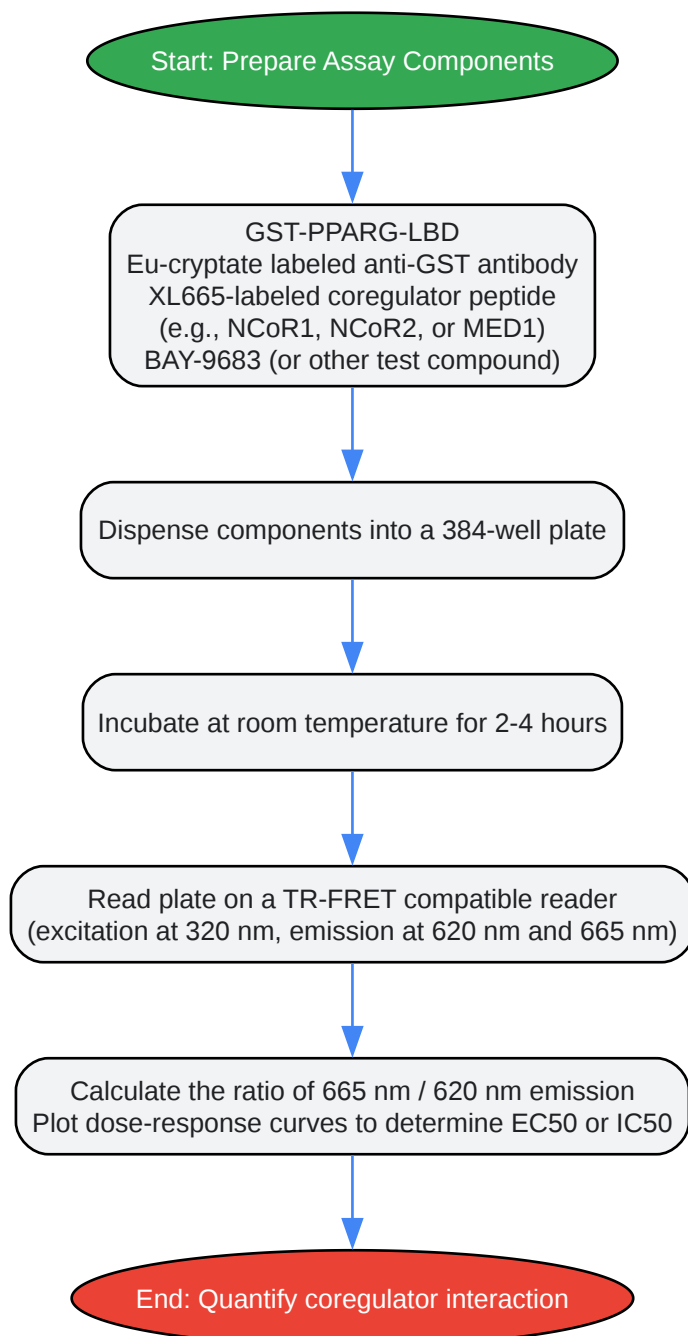 Start: Prepare Assay Components
GST-PPARG-LBD
Eu-cryptate labeled anti-GST antibody
XL665-labeled coregulator peptide
(e.g., NCoR1, NCoR2, or MED1)
BAY-9683 (or other test compound)
Dispense components into a 384-well plate
Incubate at room temperature for 2-4 hours
Read plate on a TR-FRET compatible reader
(excitation at 320 nm, emission at 620 nm and 665 nm)
Calculate the ratio of 665 nm / 620 nm emission
Plot dose-response curves to determine EC50 or IC50
End: Quantify coregulator interaction